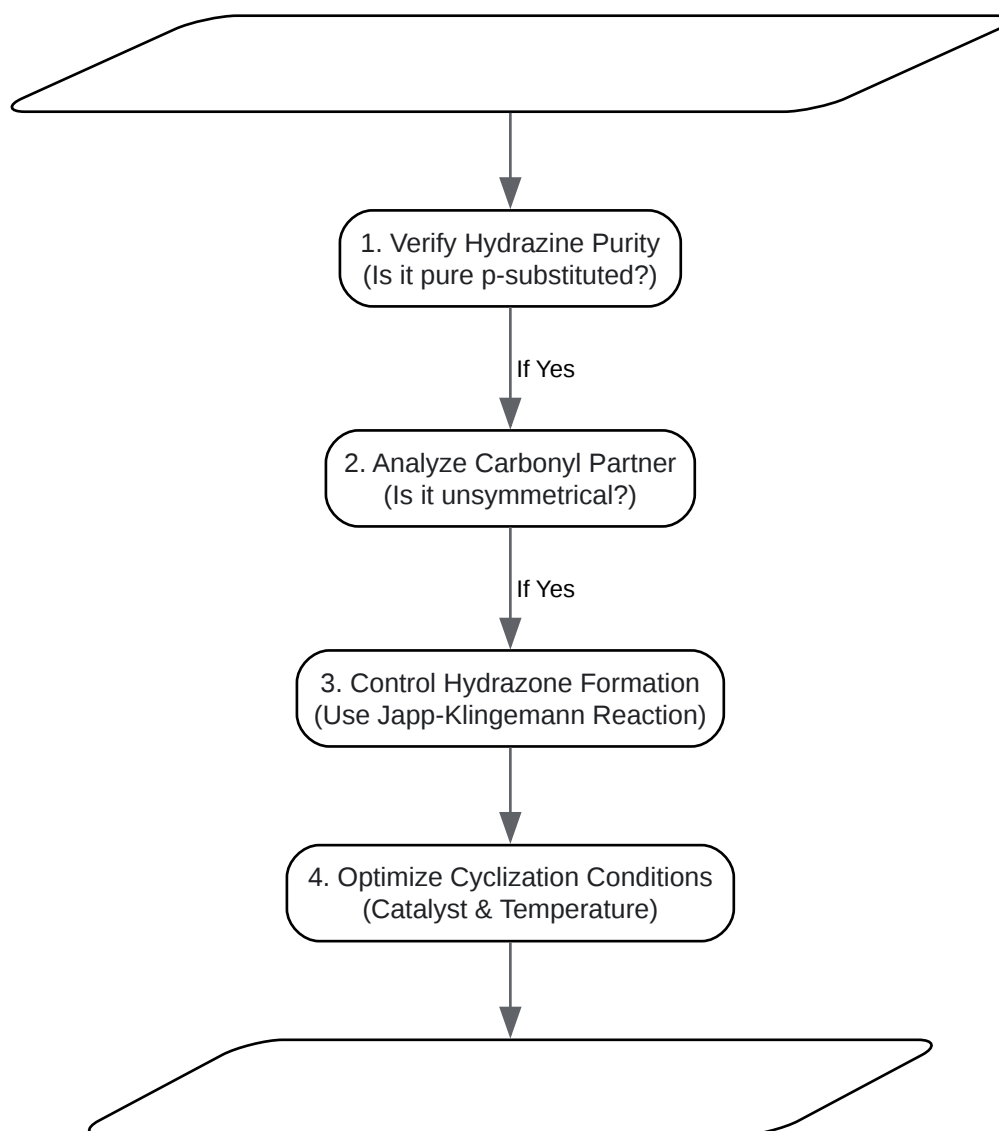 1. Verify Hydrazine Purity
(Is it pure p-substituted?)
If Yes
2. Analyze Carbonyl Partner
(Is it unsymmetrical?)
If Yes
3. Control Hydrazone Formation
(Use Japp-Klingemann Reaction)
4. Optimize Cyclization Conditions
(Catalyst & Temperature)